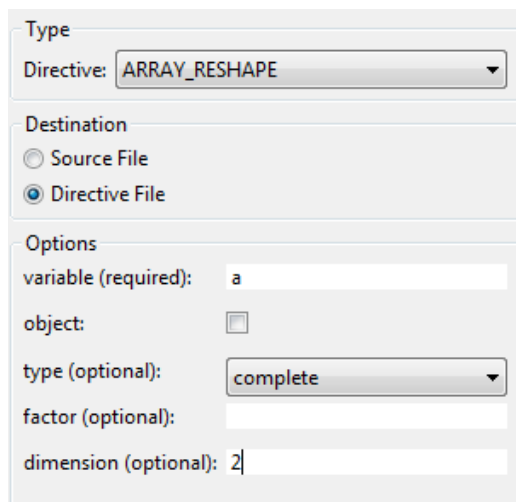 Type
Directive: ARRAY_RESHAPE
Destination
Source File
Directive File
Options
variable (required): a
object:
type (optional): complete
factor (optional):
dimension (optional): 2